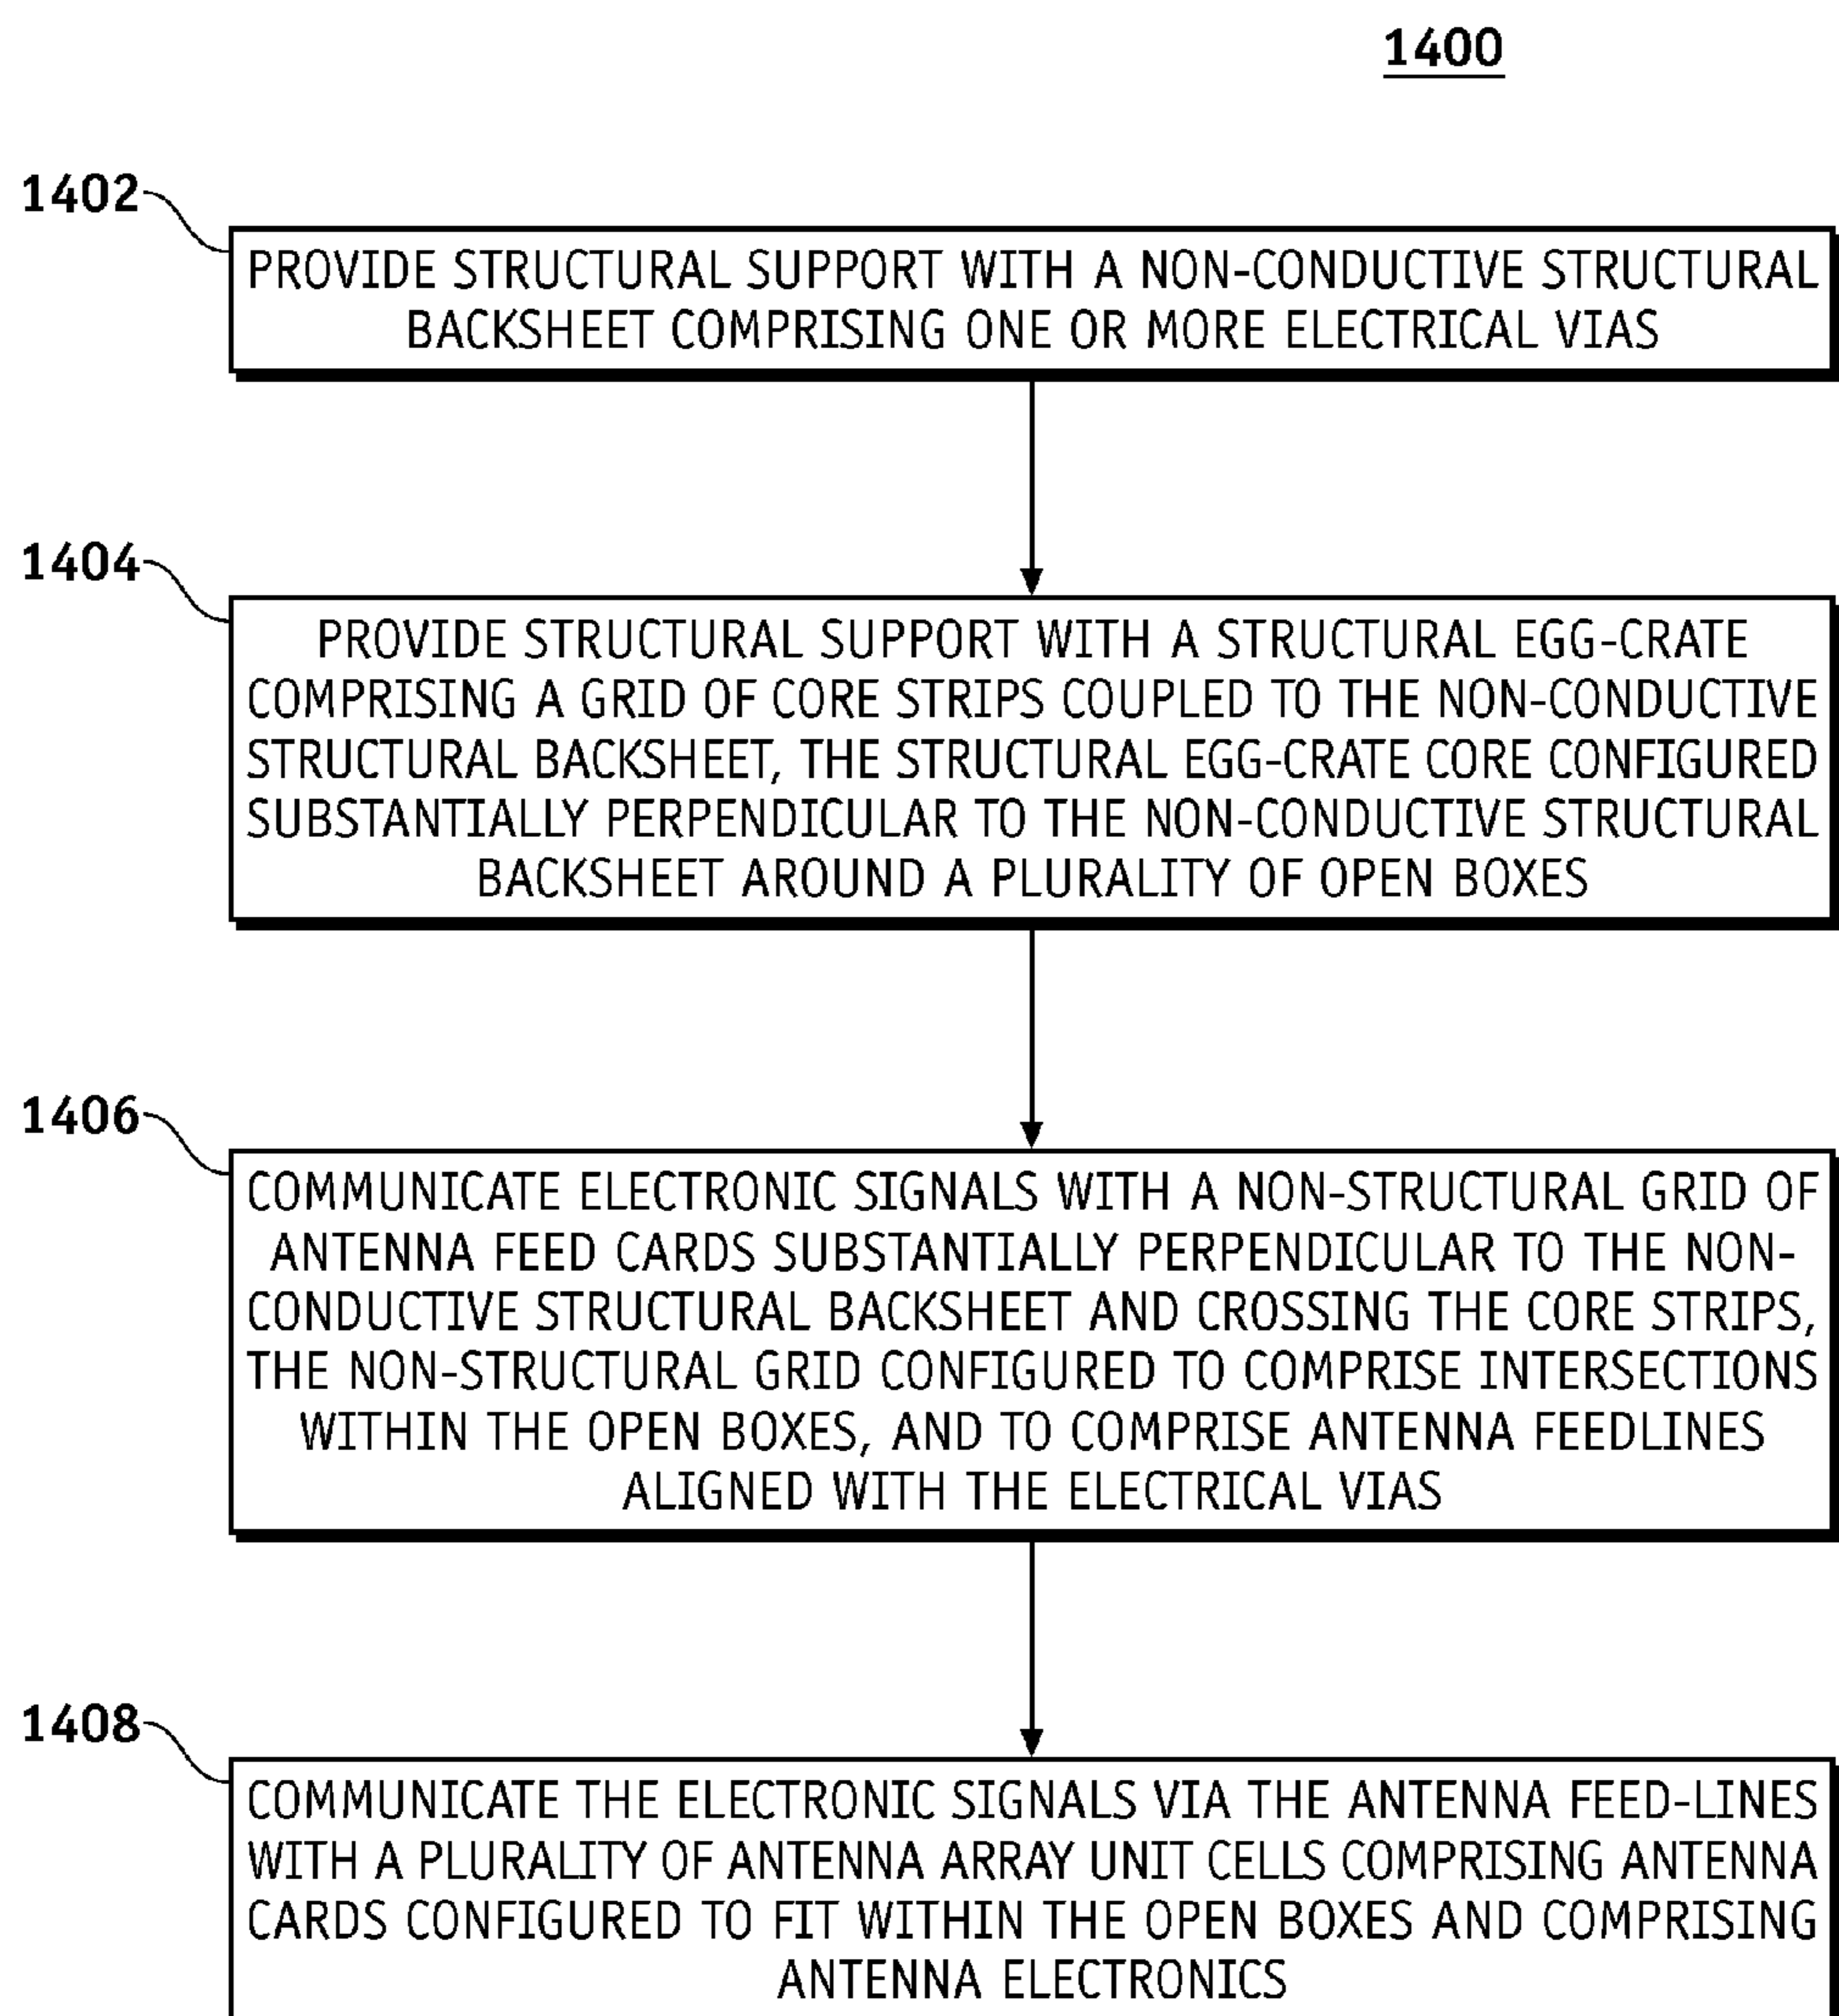 1400
1402
PROVIDE STRUCTURAL SUPPORT WITH A NON-CONDUCTIVE STRUCTURAL
BACKSHEET COMPRISING ONE OR MORE ELECTRICAL VIAS
1404
PROVIDE STRUCTURAL SUPPORT WITH A STRUCTURAL EGG-CRATE
COMPRISING A GRID OF CORE STRIPS COUPLED TO THE NON-CONDUCTIVE
STRUCTURAL BACKSHEET, THE STRUCTURAL EGG-CRATE CORE CONFIGURED
SUBSTANTIALLY PERPENDICULAR TO THE NON-CONDUCTIVE STRUCTURAL
BACKSHEET AROUND A PLURALITY OF OPEN BOXES
1406
COMMUNICATE ELECTRONIC SIGNALS WITH A NON-STRUCTURAL GRID OF
ANTENNA FEED CARDS SUBSTANTIALLY PERPENDICULAR TO THE NON-
CONDUCTIVE STRUCTURAL BACKSHEET AND CROSSING THE CORE STRIPS,
THE NON-STRUCTURAL GRID CONFIGURED TO COMPRISE INTERSECTIONS
WITHIN THE OPEN BOXES, AND TO COMPRISE ANTENNA FEEDLINES
ALIGNED WITH THE ELECTRICAL VIAS
1408
COMMUNICATE THE ELECTRONIC SIGNALS VIA THE ANTENNA FEED-LINES
WITH A PLURALITY OF ANTENNA ARRAY UNIT CELLS COMPRISING ANTENNA
CARDS CONFIGURED TO FIT WITHIN THE OPEN BOXES AND COMPRISING
ANTENNA ELECTRONICS